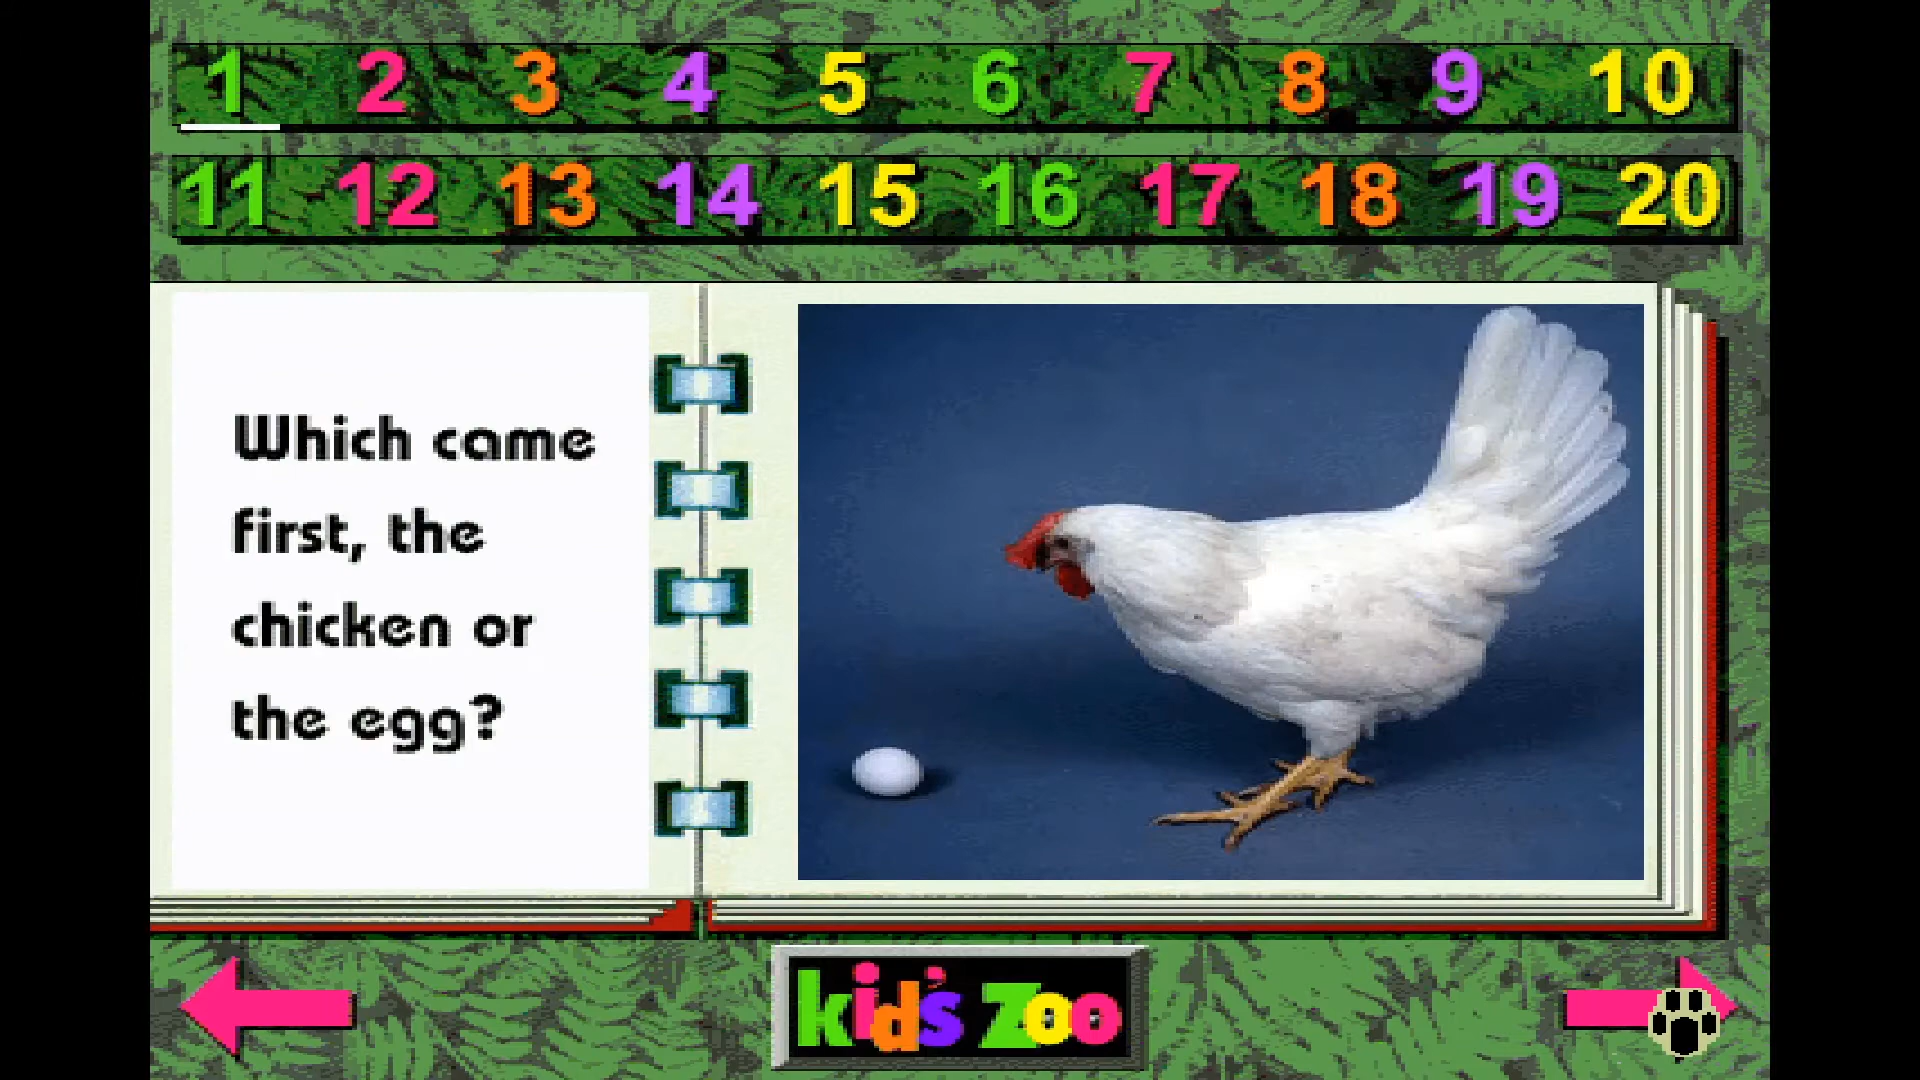 1 2 3 4 5 6 7 8 9 10
11 12 13 14 15 16 17 18 19 20
Which came
first, the
chicken or
the egg?
kid's Zoo